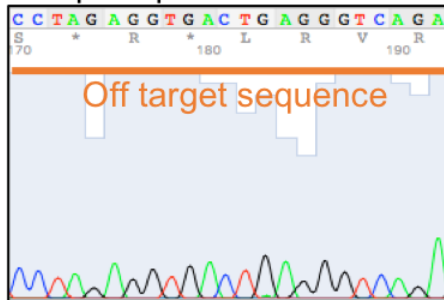 C C T A G A G G T G A C T G A G G G T C A G A
S * R * L R V R
170 180 190
Off target sequence